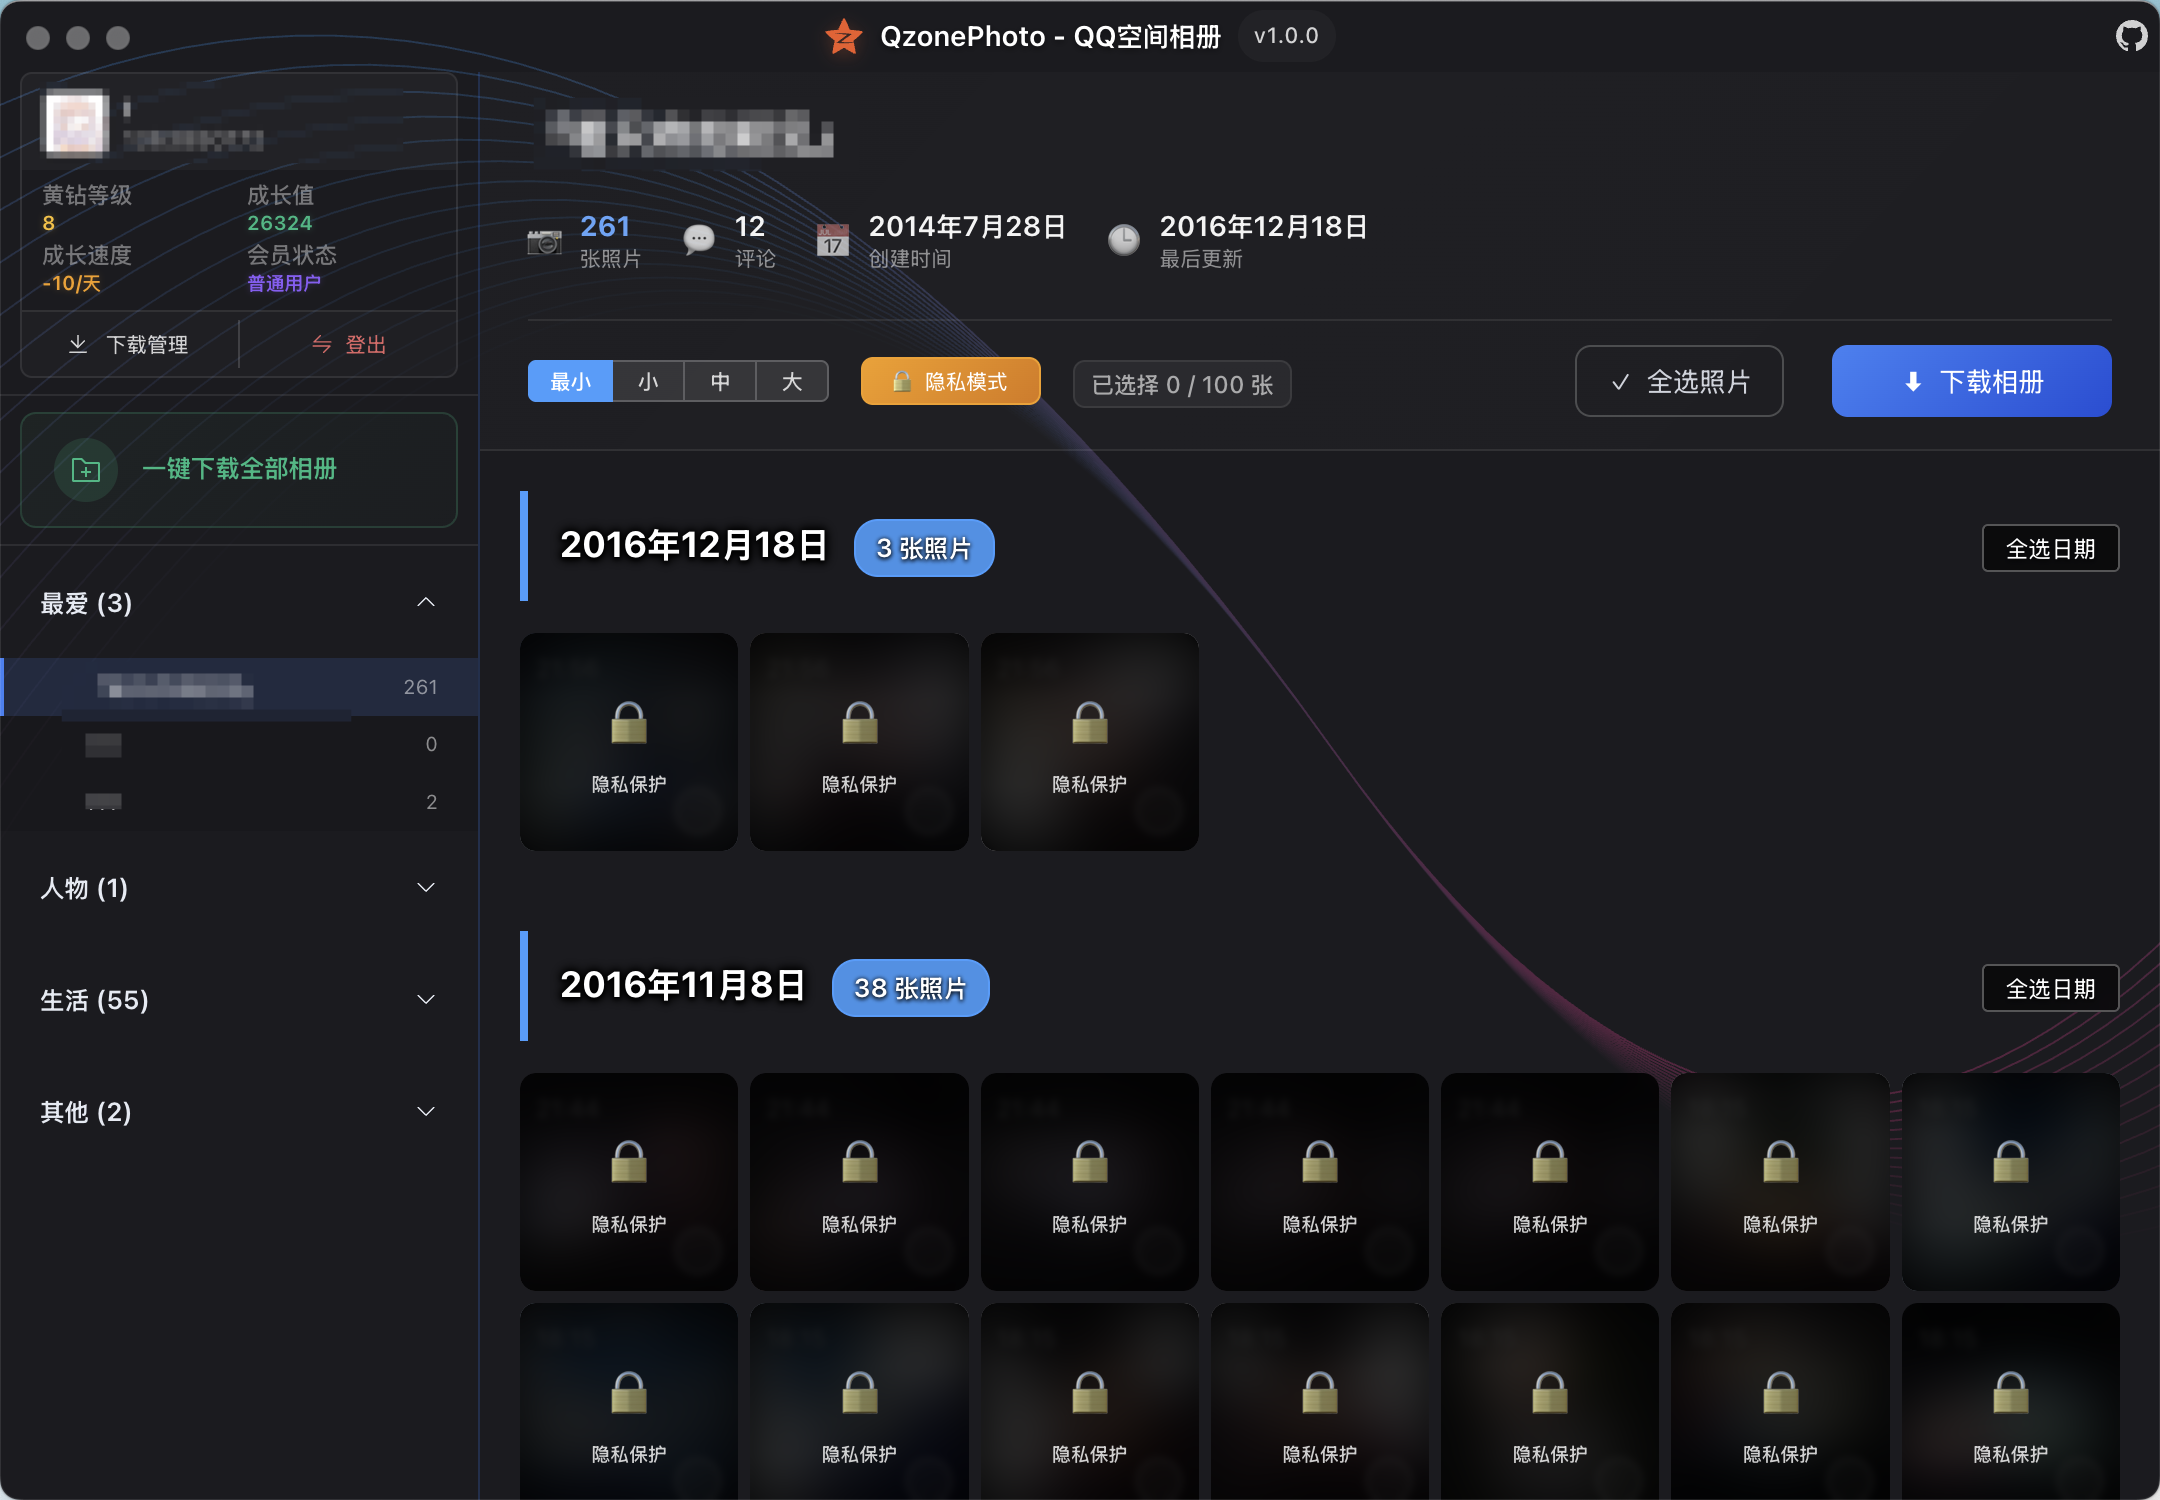 QzonePhoto - QQ空间相册 v1.0.0
黄钻等级 成长值
8 26324
成长速度 会员状态
-10/天 普通用户
下载管理 登出
一键下载全部相册
最爱 (3)
261
0
2
人物 (1)
生活 (55)
其他 (2)
261 12 2014年7月28日 2016年12月18日
张照片 评论 创建时间 最后更新
最小 小 中 大 隐私模式 已选择 0 / 100 张 全选照片 下载相册
2016年12月18日 3 张照片 全选日期
隐私保护 隐私保护 隐私保护
2016年11月8日 38 张照片 全选日期
隐私保护 隐私保护 隐私保护 隐私保护 隐私保护 隐私保护 隐私保护
隐私保护 隐私保护 隐私保护 隐私保护 隐私保护 隐私保护 隐私保护